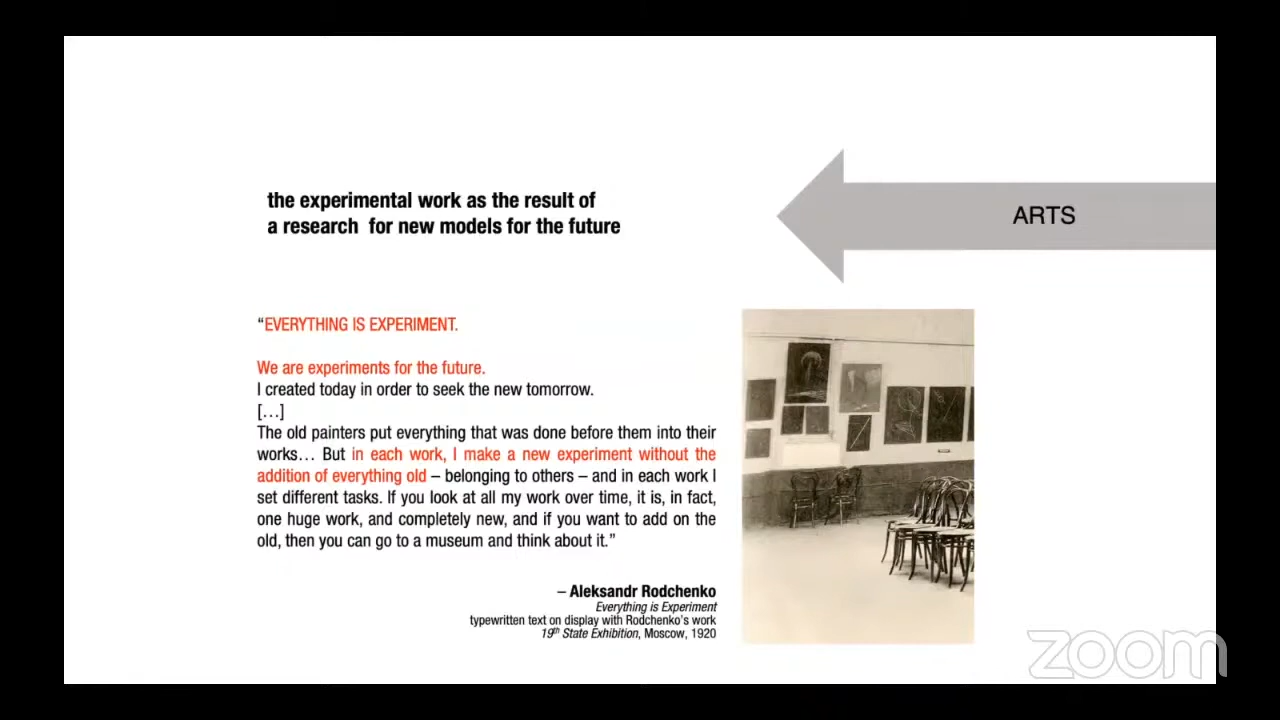 the experimental work as the result of
a research  for new models for the future
ARTS
“EVERYTHING IS EXPERIMENT.
We are experiments for the future.
I created today in order to seek the new tomorrow.
[…]
The old painters put everything that was done before them into their
works… But in each work, I make a new experiment without the
addition of everything old – belonging to others – and in each work I
set different tasks. If you look at all my work over time, it is, in fact,
one huge work, and completely new, and if you want to add on the
old, then you can go to a museum and think about it.”
– Aleksandr Rodchenko
Everything is Experiment
typewritten text on display with Rodchenko's work
19th State Exhibition, Moscow, 1920
zoom